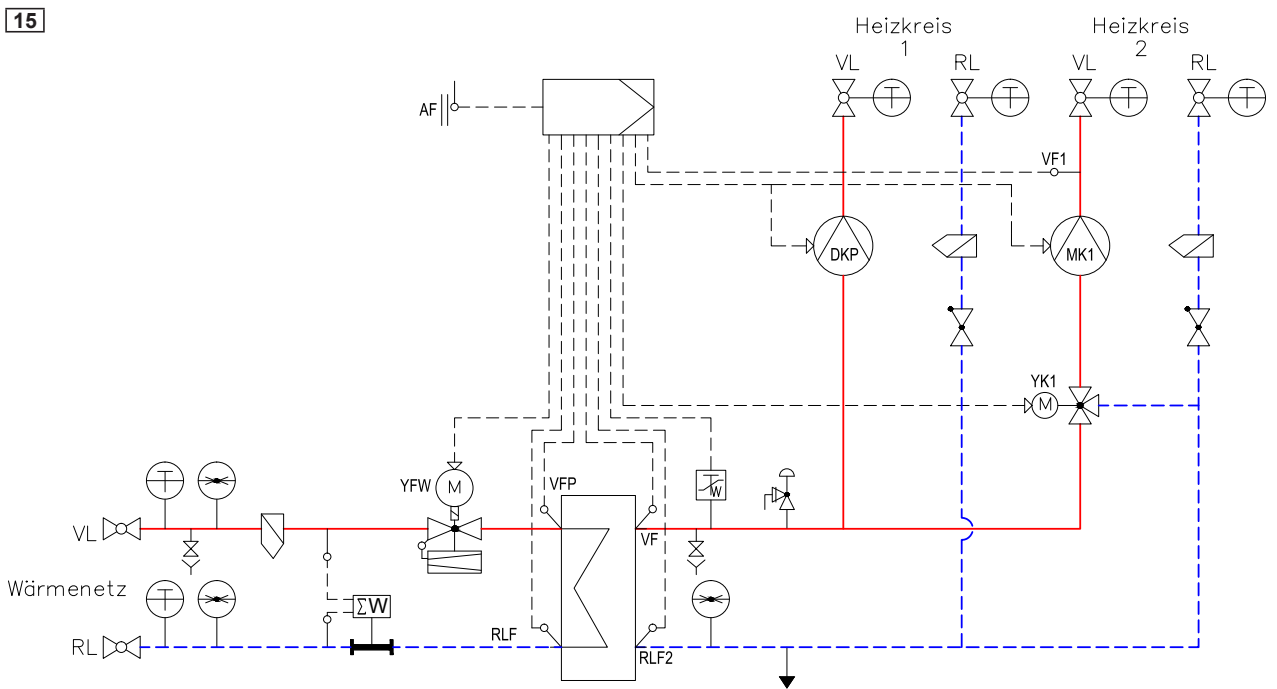 15
Heizkreis
1
Heizkreis
2
VL
RL
VL
RL
T
T
T
T
AF
VF1
DKP
MK1
YK1
M
YFW
M
VFP
W
T
VL
VF
Wärmenetz
T
ΣW
RL
RLF
RLF2